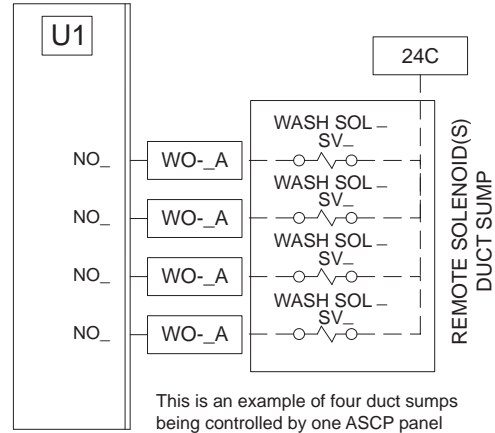 U1
24C
WASH SOL _
SV_
NO_ WO-_A
WASH SOL _
SV_
NO_ WO-_A
WASH SOL _
SV_
NO_ WO-_A
WASH SOL _
SV_
NO_ WO-_A
REMOTE SOLENOID(S)
DUCT SUMP
This is an example of four duct sumps
being controlled by one ASCP panel